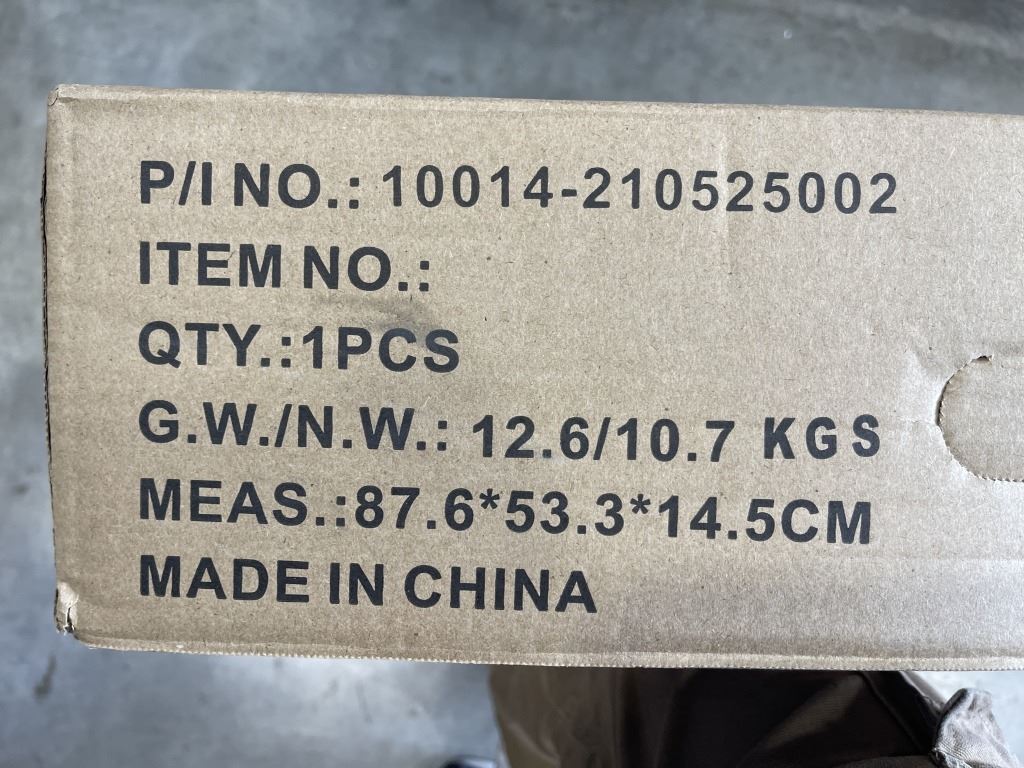 P/I NO.: 10014-210525002
ITEM NO.:
QTY.:1PCS
G.W./N.W.: 12.6/10.7 KGS
MEAS.:87.6*53.3*14.5CM
MADE IN CHINA